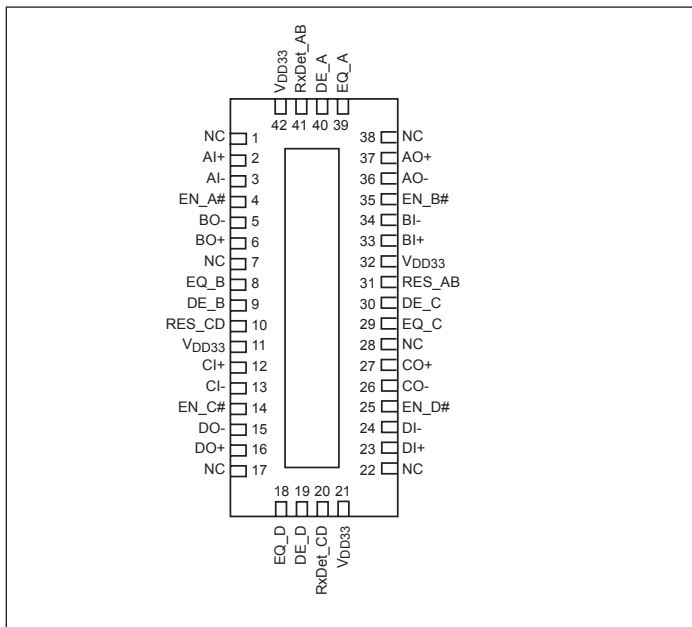 VDD33
RxDet_AB
DE_A
EQ_A
42 41 40 39
NC 1
AI+ 2
AI- 3
EN_A# 4
BO- 5
BO+ 6
NC 7
EQ_B 8
DE_B 9
RES_CD 10
VDD33 11
CI+ 12
CI- 13
EN_C# 14
DO- 15
DO+ 16
NC 17
38 NC
37 AO+
36 AO-
35 EN_B#
34 BI-
33 BI+
32 VDD33
31 RES_AB
30 DE_C
29 EQ_C
28 NC
27 CO+
26 CO-
25 EN_D#
24 DI-
23 DI+
22 NC
18 19 20 21
EQ_D
DE_D
RxDet_CD
VDD33